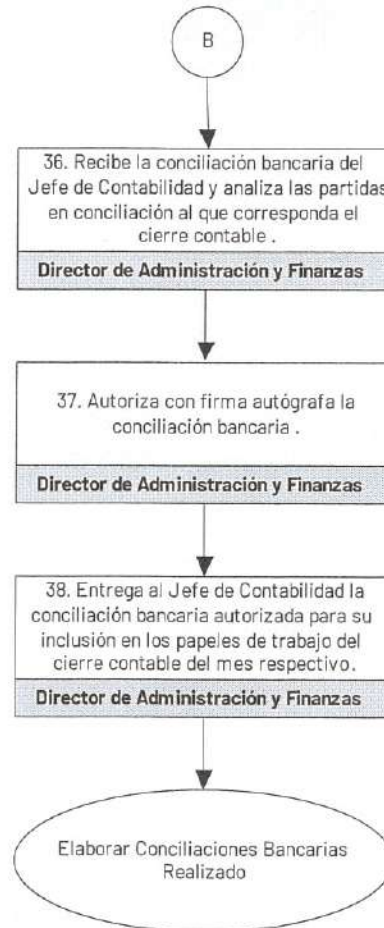 B
36. Recibe la conciliación bancaria del
Jefe de Contabilidad y analiza las partidas
en conciliación al que corresponda el
cierre contable .
Director de Administración y Finanzas
37. Autoriza con firma autógrafa la
conciliación bancaria .
Director de Administración y Finanzas
38. Entrega al Jefe de Contabilidad la
conciliación bancaria autorizada para su
inclusión en los papeles de trabajo del
cierre contable del mes respectivo.
Director de Administración y Finanzas
Elaborar Conciliaciones Bancarias
Realizado